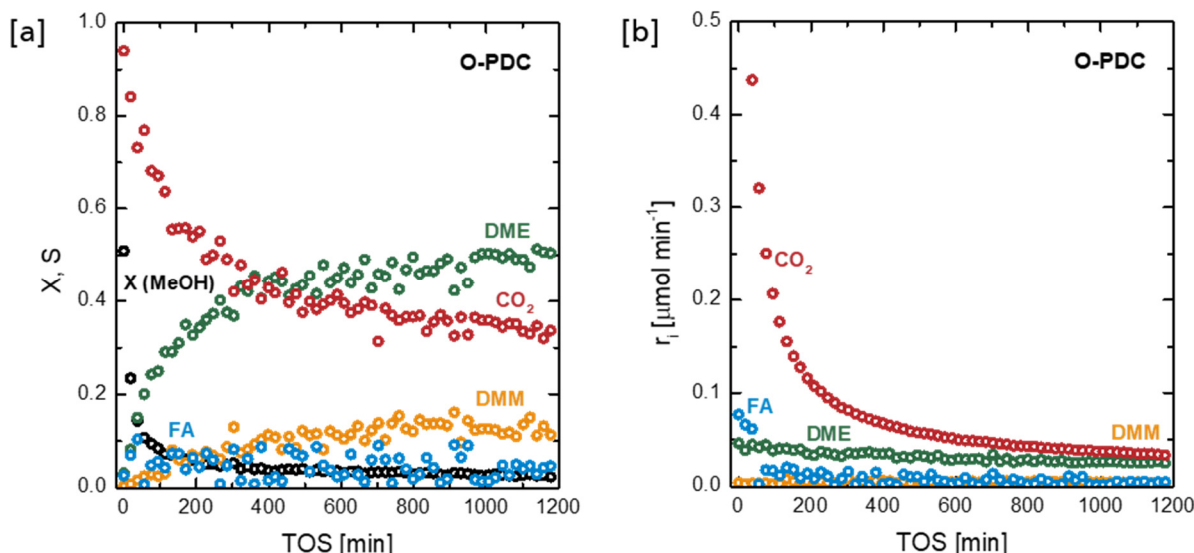 [a]
O-PDC
1.0
0.8
0.6
0.4
0.2
0.0
X, S
X (MeOH)
DME
CO₂
DMM
FA
0 200 400 600 800 1000 1200
TOS [min]
[b]
O-PDC
0.5
0.4
0.3
0.2
0.1
0.0
rᵢ [μmol min⁻¹]
CO₂
FA
DME
DMM
0 200 400 600 800 1000 1200
TOS [min]